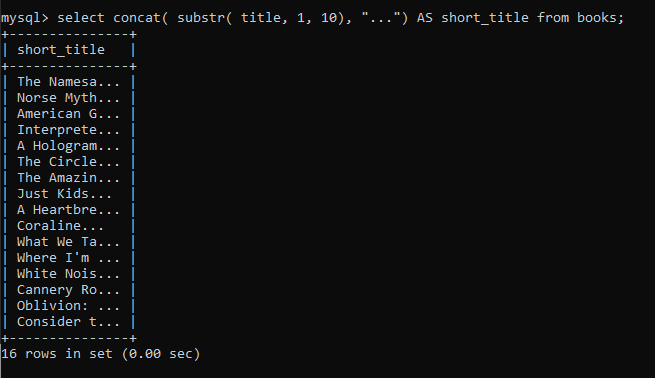 mysql> select concat( substr( title, 1, 10), "...") AS short_title from books;
+---------------+
| short_title   |
+---------------+
| The Namesa... |
| Norse Myth... |
| American G... |
| Interprete... |
| A Hologram... |
| The Circle... |
| The Amazin... |
| Just Kids...  |
| A Heartbre... |
| Coraline...   |
| What We Ta... |
| Where I'm ... |
| White Nois... |
| Cannery Ro... |
| Oblivion: ... |
| Consider t... |
+---------------+
16 rows in set (0.00 sec)